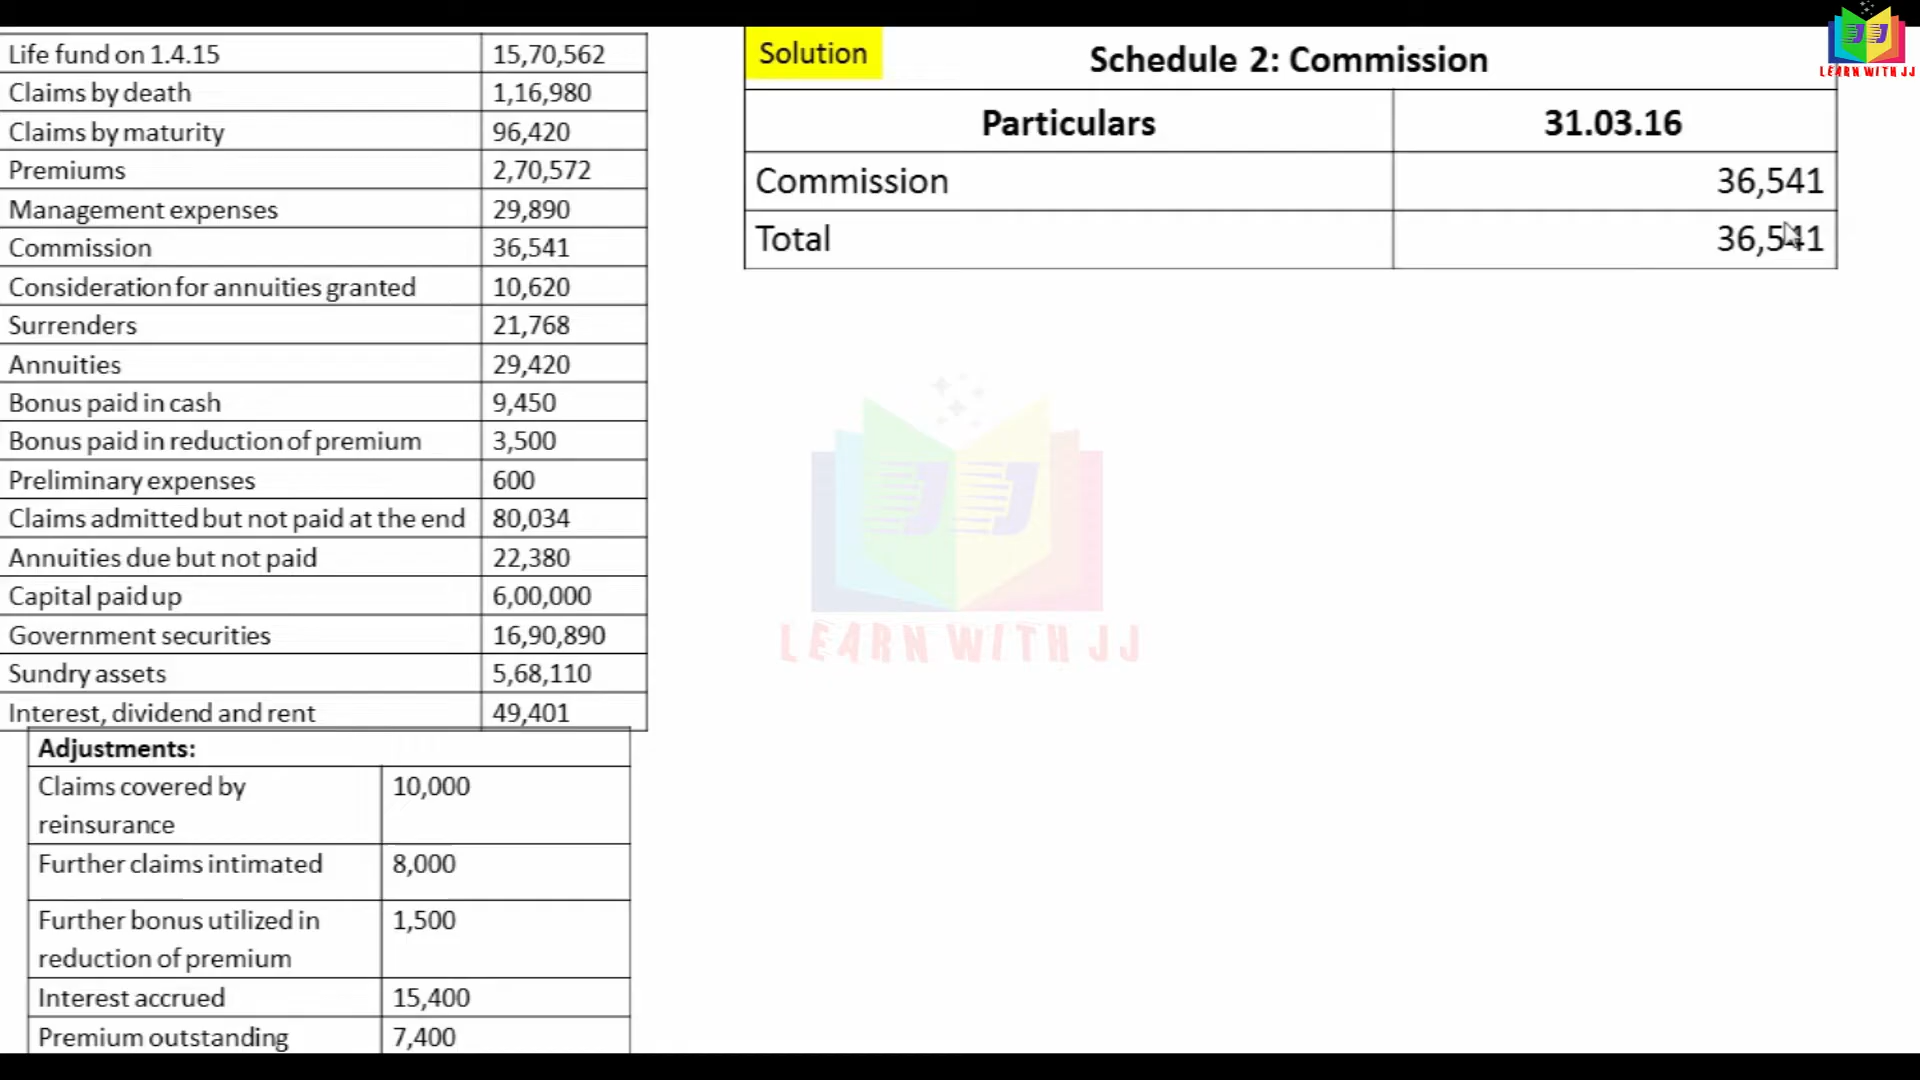 Life fund on 1.4.15 15,70,562
Claims by death 1,16,980
Claims by maturity 96,420
Premiums 2,70,572
Management expenses 29,890
Commission 36,541
Consideration for annuities granted 10,620
Surrenders 21,768
Annuities 29,420
Bonus paid in cash 9,450
Bonus paid in reduction of premium 3,500
Preliminary expenses 600
Claims admitted but not paid at the end 80,034
Annuities due but not paid 22,380
Capital paid up 6,00,000
Government securities 16,90,890
Sundry assets 5,68,110
Interest, dividend and rent 49,401
Adjustments:
Claims covered by 10,000
reinsurance
Further claims intimated 8,000
Further bonus utilized in 1,500
reduction of premium
Interest accrued 15,400
Premium outstanding 7,400
Solution
Schedule 2: Commission
Particulars 31.03.16
Commission 36,541
Total 36,541
JJ
LEARN WITH JJ
JJ
LEARN WITH JJ